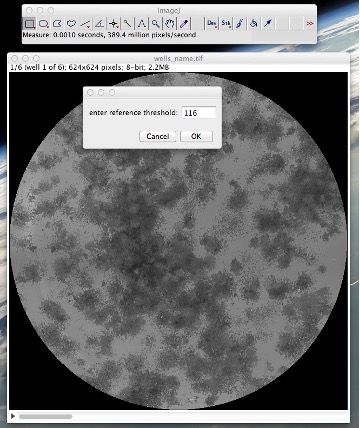 ImageJ
Dev
Stk
>>
Measure: 0.0010 seconds, 389.4 million pixels/second
wells_name.tif
1/6 (well 1 of 6); 624x624 pixels; 8-bit; 2.2MB
enter reference threshold: 116
Cancel
OK